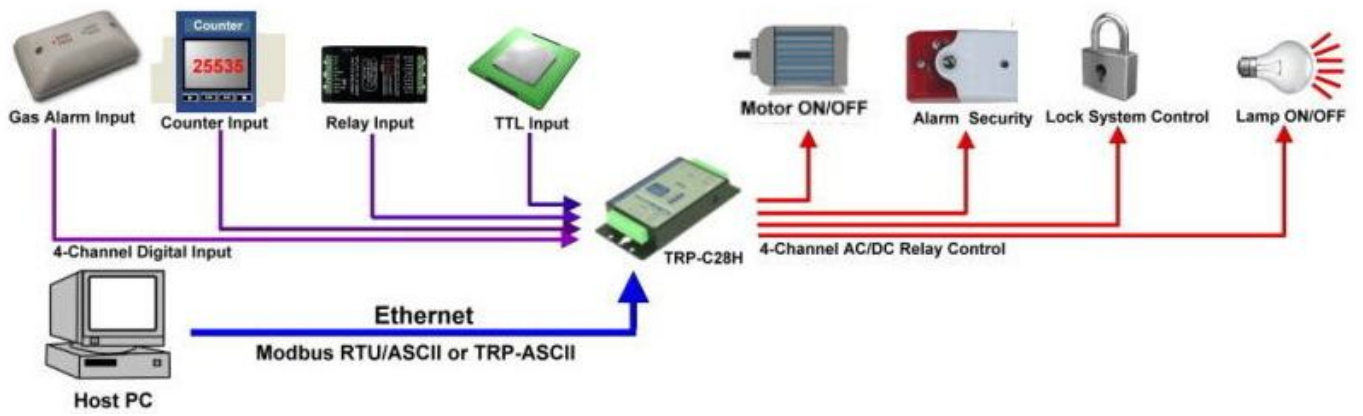 Counter
25535
Gas Alarm Input
Counter Input
Relay Input
TTL Input
Motor ON/OFF
Alarm Security
Lock System Control
Lamp ON/OFF
4-Channel Digital Input
TRP-C28H
4-Channel AC/DC Relay Control
Ethernet
Modbus RTU/ASCII or TRP-ASCII
Host PC